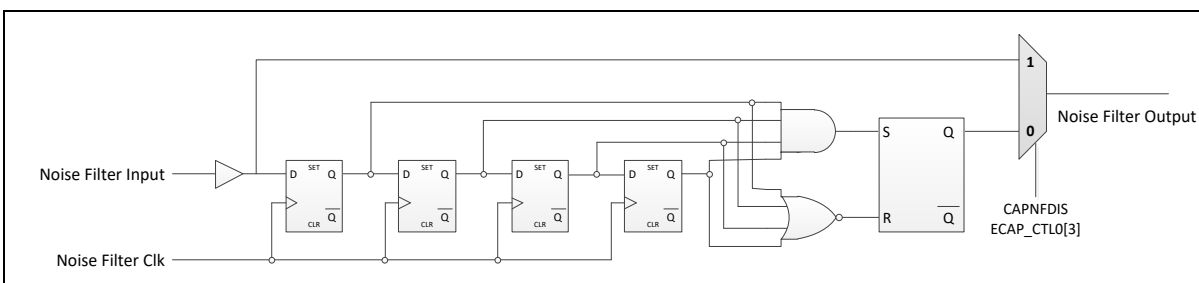 1
Noise Filter Output
SET
SET
SET
SET
S
Q
0
Noise Filter Input
D
Q
D
Q
D
Q
D
Q
Q
Q
Q
Q
CLR
CLR
CLR
CLR
R
Q
CAPNFDIS
ECAP_CTL0[3]
Noise Filter Clk